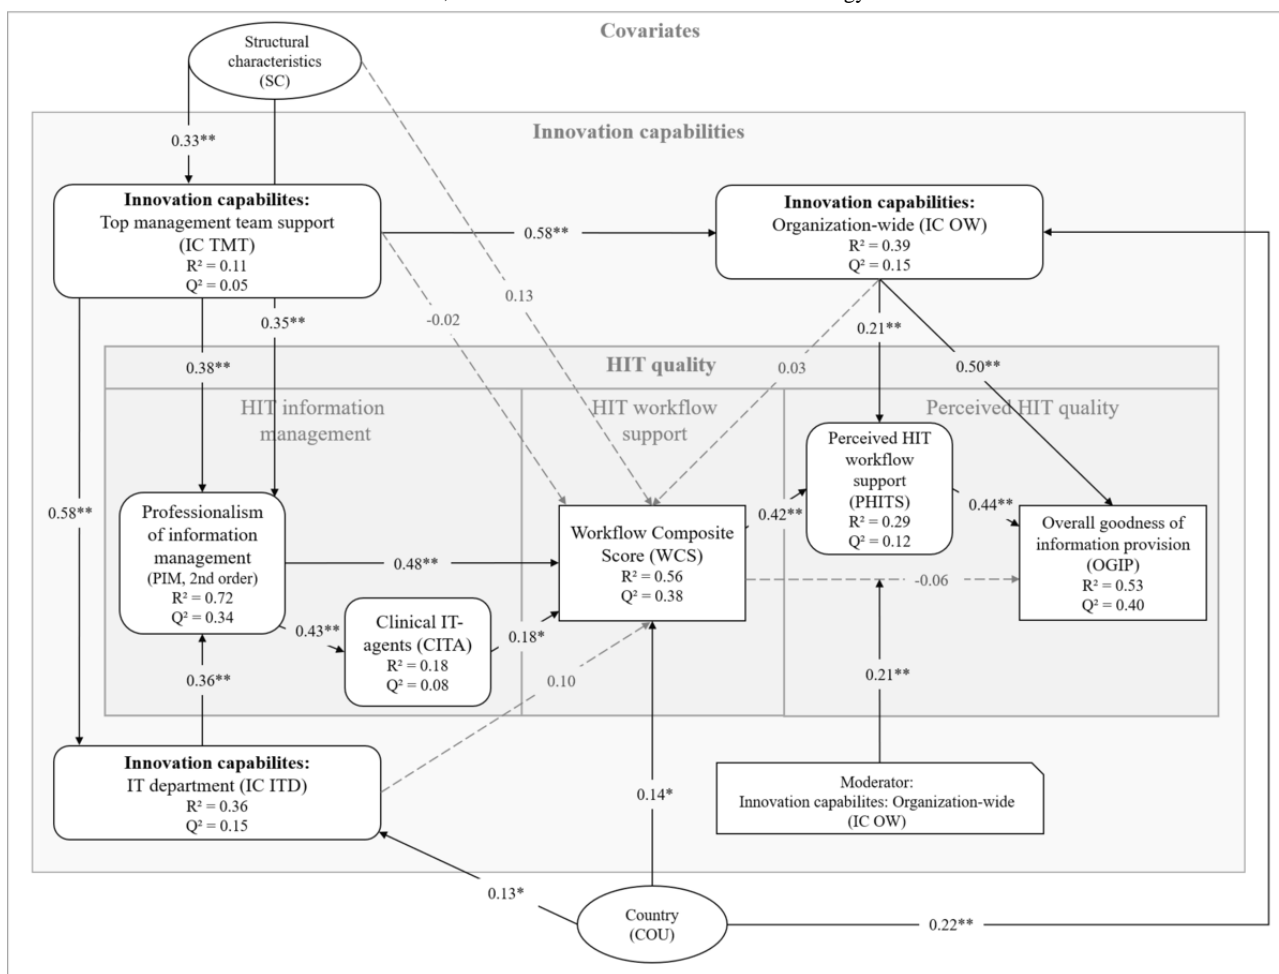 Covariates
Structural
characteristics
(SC)
Innovation capabilities
0.33**
Innovation capabilites:
Top management team support
(IC TMT)
R² = 0.11
Q² = 0.05
0.58**
Innovation capabilities:
Organization-wide (IC OW)
R² = 0.39
Q² = 0.15
0.13
-0.02
0.35**
0.21**
0.38**
0.03
0.50**
HIT quality
HIT information
management
HIT workflow
support
Perceived HIT quality
Perceived HIT
workflow
support
(PHITS)
R² = 0.29
Q² = 0.12
0.58**
Professionalism
of information
management
(PIM, 2nd order)
R² = 0.72
Q² = 0.34
0.48**
Workflow Composite
Score (WCS)
R² = 0.56
Q² = 0.38
0.42**
0.44**
Overall goodness of
information provision
(OGIP)
R² = 0.53
Q² = 0.40
-0.06
0.43**
Clinical IT-
agents (CITA)
R² = 0.18
Q² = 0.08
0.18*
0.36**
0.10
0.21**
Innovation capabilites:
IT department (IC ITD)
R² = 0.36
Q² = 0.15
0.14*
Moderator:
Innovation capabilites: Organization-wide
(IC OW)
0.13*
Country
(COU)
0.22**